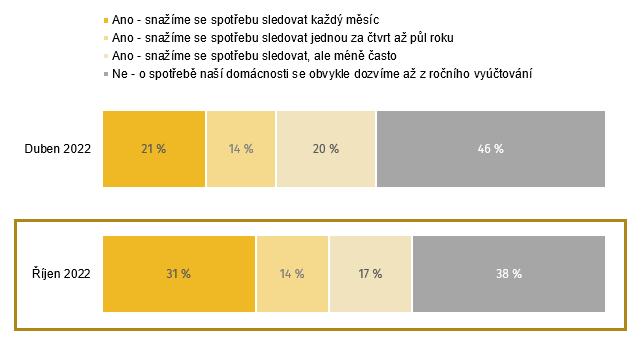 Ano - snažíme se spotřebu sledovat každý měsíc
Ano - snažíme se spotřebu sledovat jednou za čtvrt až půl roku
Ano - snažíme se spotřebu sledovat, ale méně často
Ne - o spotřebě naší domácnosti se obvykle dozvíme až z ročního vyúčtování
Duben 2022 21 % 14 % 20 % 46 %
Říjen 2022 31 % 14 % 17 % 38 %